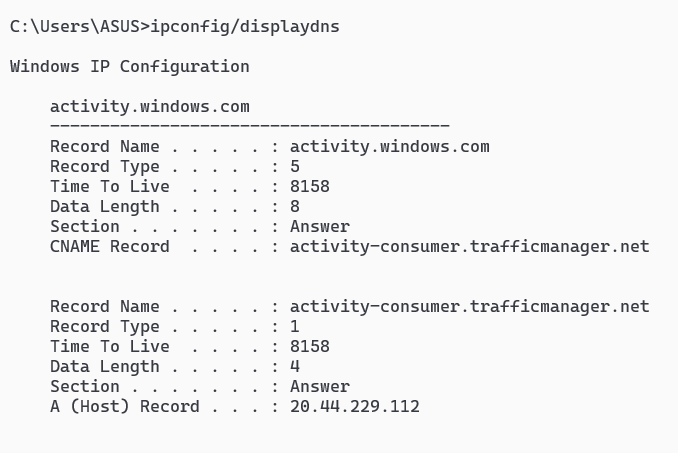 C:\Users\ASUS>ipconfig/displaydns
Windows IP Configuration
activity.windows.com
----------------------------------------
Record Name . . . . . : activity.windows.com
Record Type . . . . . : 5
Time To Live  . . . . : 8158
Data Length . . . . . : 8
Section . . . . . . . : Answer
CNAME Record  . . . . : activity-consumer.trafficmanager.net
Record Name . . . . . : activity-consumer.trafficmanager.net
Record Type . . . . . : 1
Time To Live  . . . . : 8158
Data Length . . . . . : 4
Section . . . . . . . : Answer
A (Host) Record . . . : 20.44.229.112